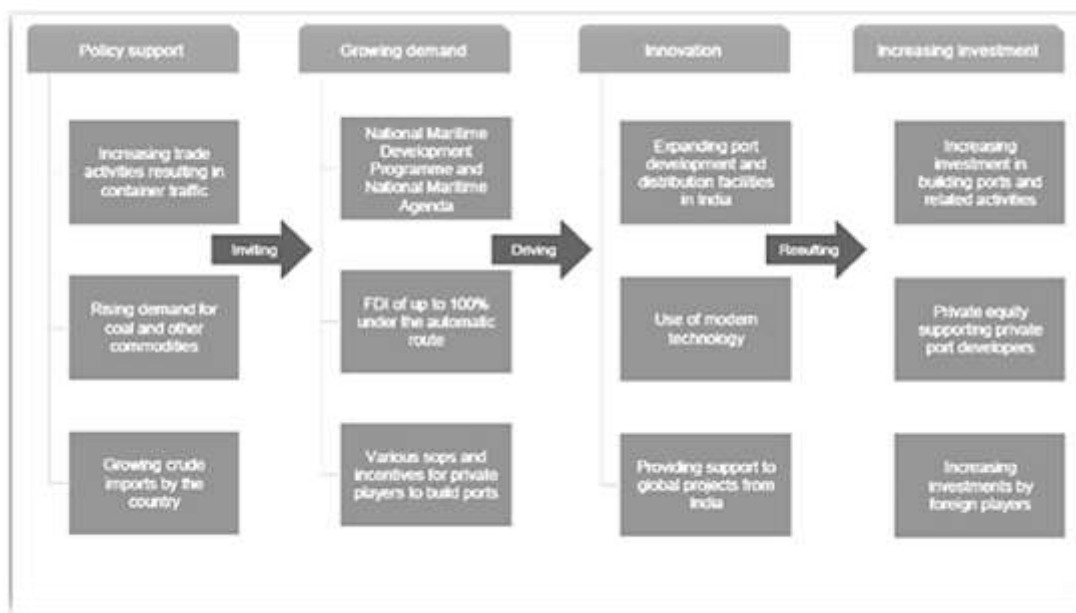 Policy support
Increasing trade
activities resulting in
container traffic
Rising demand for
coal and other
commodities
Growing crude
imports by the
country
Inviting
Growing demand
National Maritime
Development
Programme and
National Maritime
Agenda
FDI of up to 100%
under the automatic
route
Various sops and
incentives for private
players to build ports
Driving
Innovation
Expanding port
development and
distribution facilities
in India
Use of modern
technology
Providing support to
global projects from
India
Resulting
Increasing investment
Increasing
investment in
building ports and
related activities
Private equity
supporting private
port developers
Increasing
investments by
foreign players